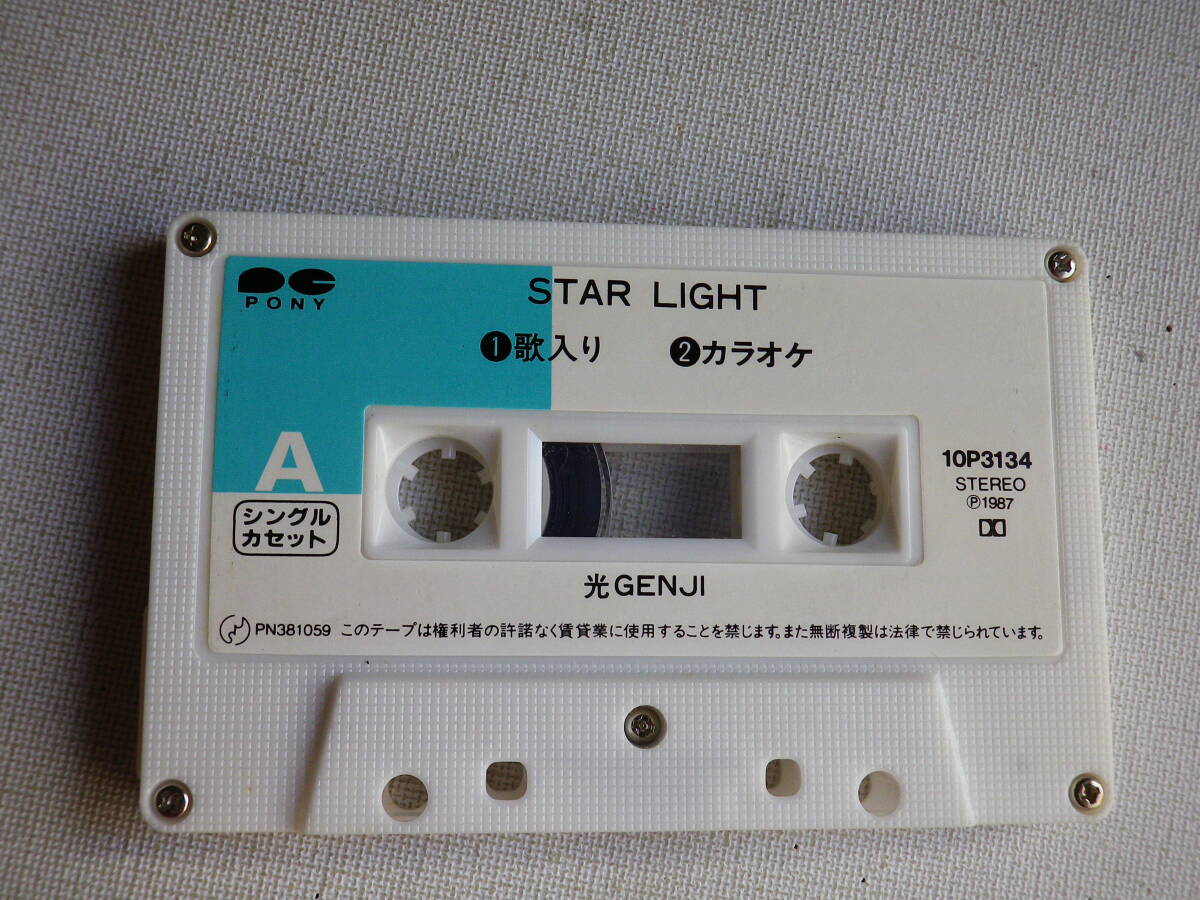 PC
PONY
STAR LIGHT
❶歌入り ❷カラオケ
A
シングル
カセット
10P3134
STEREO
Ⓟ1987
光GENJI
PN381059 このテープは権利者の許諾なく賃貸業に使用することを禁じます。また無断複製は法律で禁じられています。